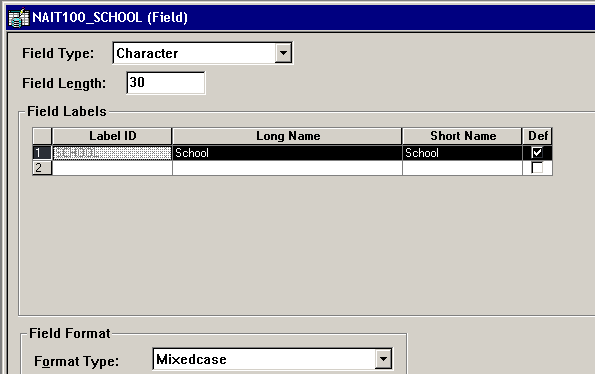 NAIT100_SCHOOL (Field)
Field Type: Character
Field Length: 30
Field Labels
Label ID Long Name Short Name Def
1 SCHOOL School School
2
Field Format
Format Type: Mixedcase